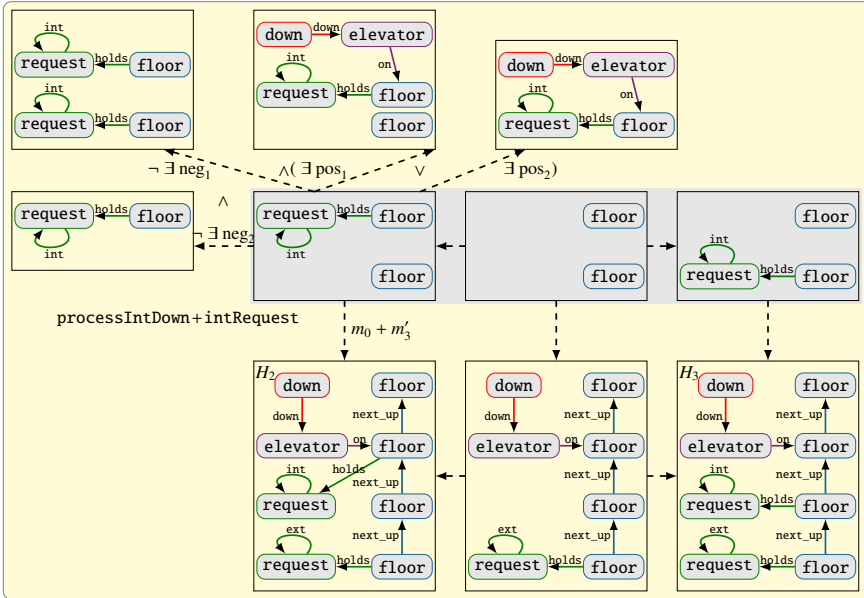 int
request holds floor
int
request holds floor
down down elevator
on
int
request holds floor
floor
down down elevator
on
int
request holds floor
¬ ∃ neg₁
∧( ∃ pos₁
∨
∃ pos₂)
∧
request holds floor
int
¬ ∃ neg₂
request holds floor
int
floor
floor
floor
floor
int
request holds floor
processIntDown+intRequest
m₀ + m′₃
H₂
down floor
down next_up
elevator on floor
holds
int next_up
request floor
ext next_up
request holds floor
down floor
down next_up
elevator on floor
next_up
floor
ext next_up
request holds floor
H₃
down floor
down next_up
elevator on floor
int next_up
request holds floor
ext next_up
request holds floor